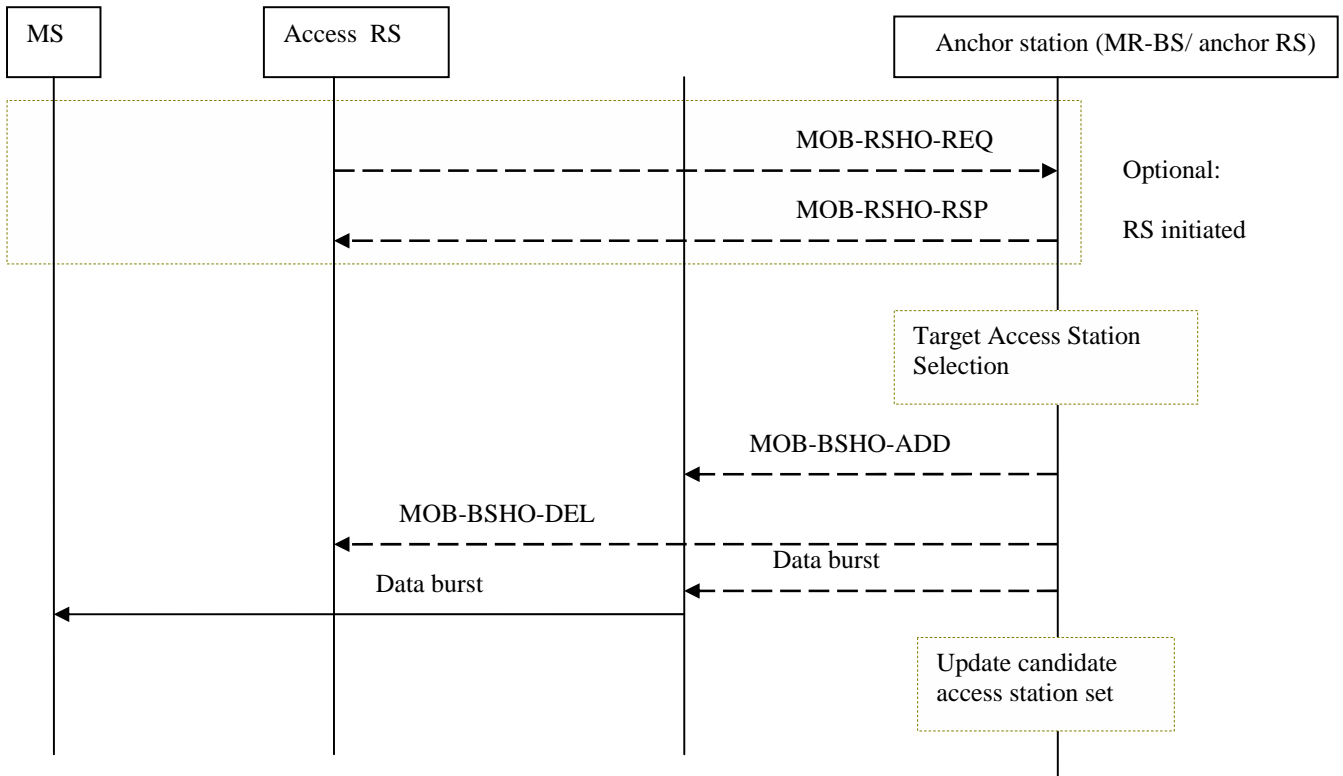 MS
Access RS
Anchor station (MR-BS/ anchor RS)
MOB-RSHO-REQ
Optional:
MOB-RSHO-RSP
RS initiated
Target Access Station
Selection
MOB-BSHO-ADD
MOB-BSHO-DEL
Data burst
Data burst
Update candidate
access station set